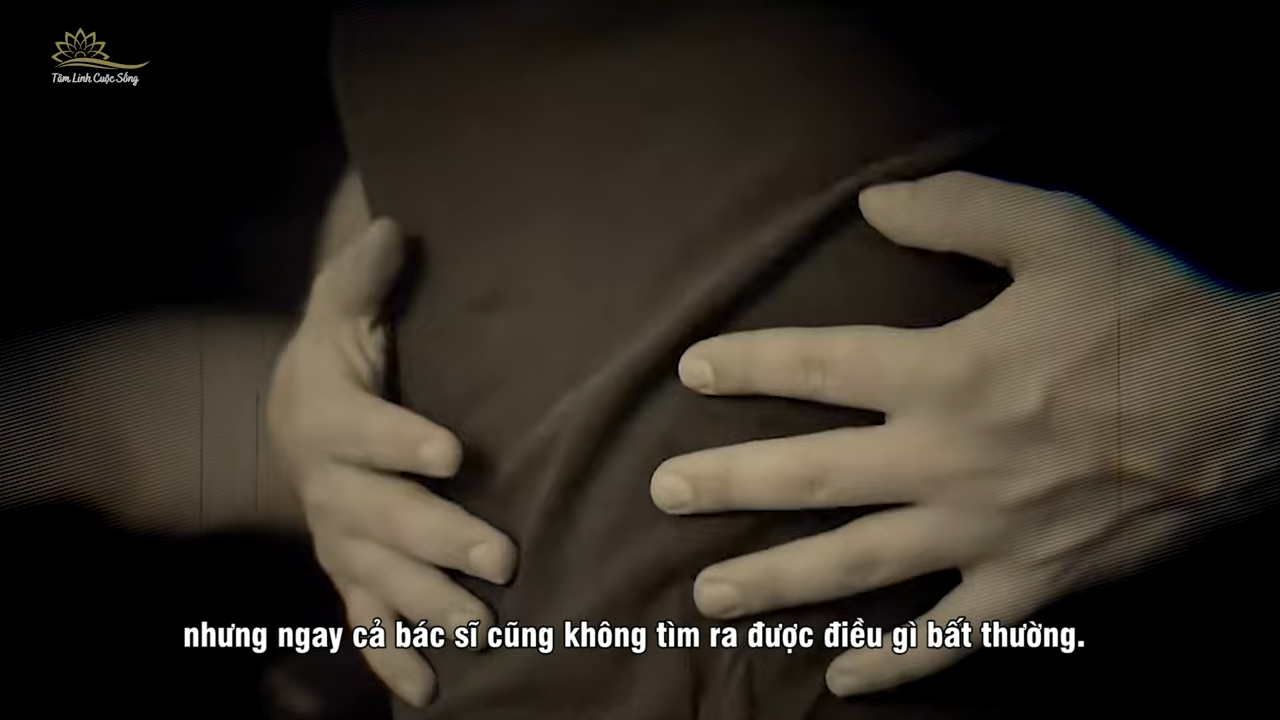 Tâm Linh Cuộc Sống
nhưng ngay cả bác sĩ cũng không tìm ra được điều gì bất thường.